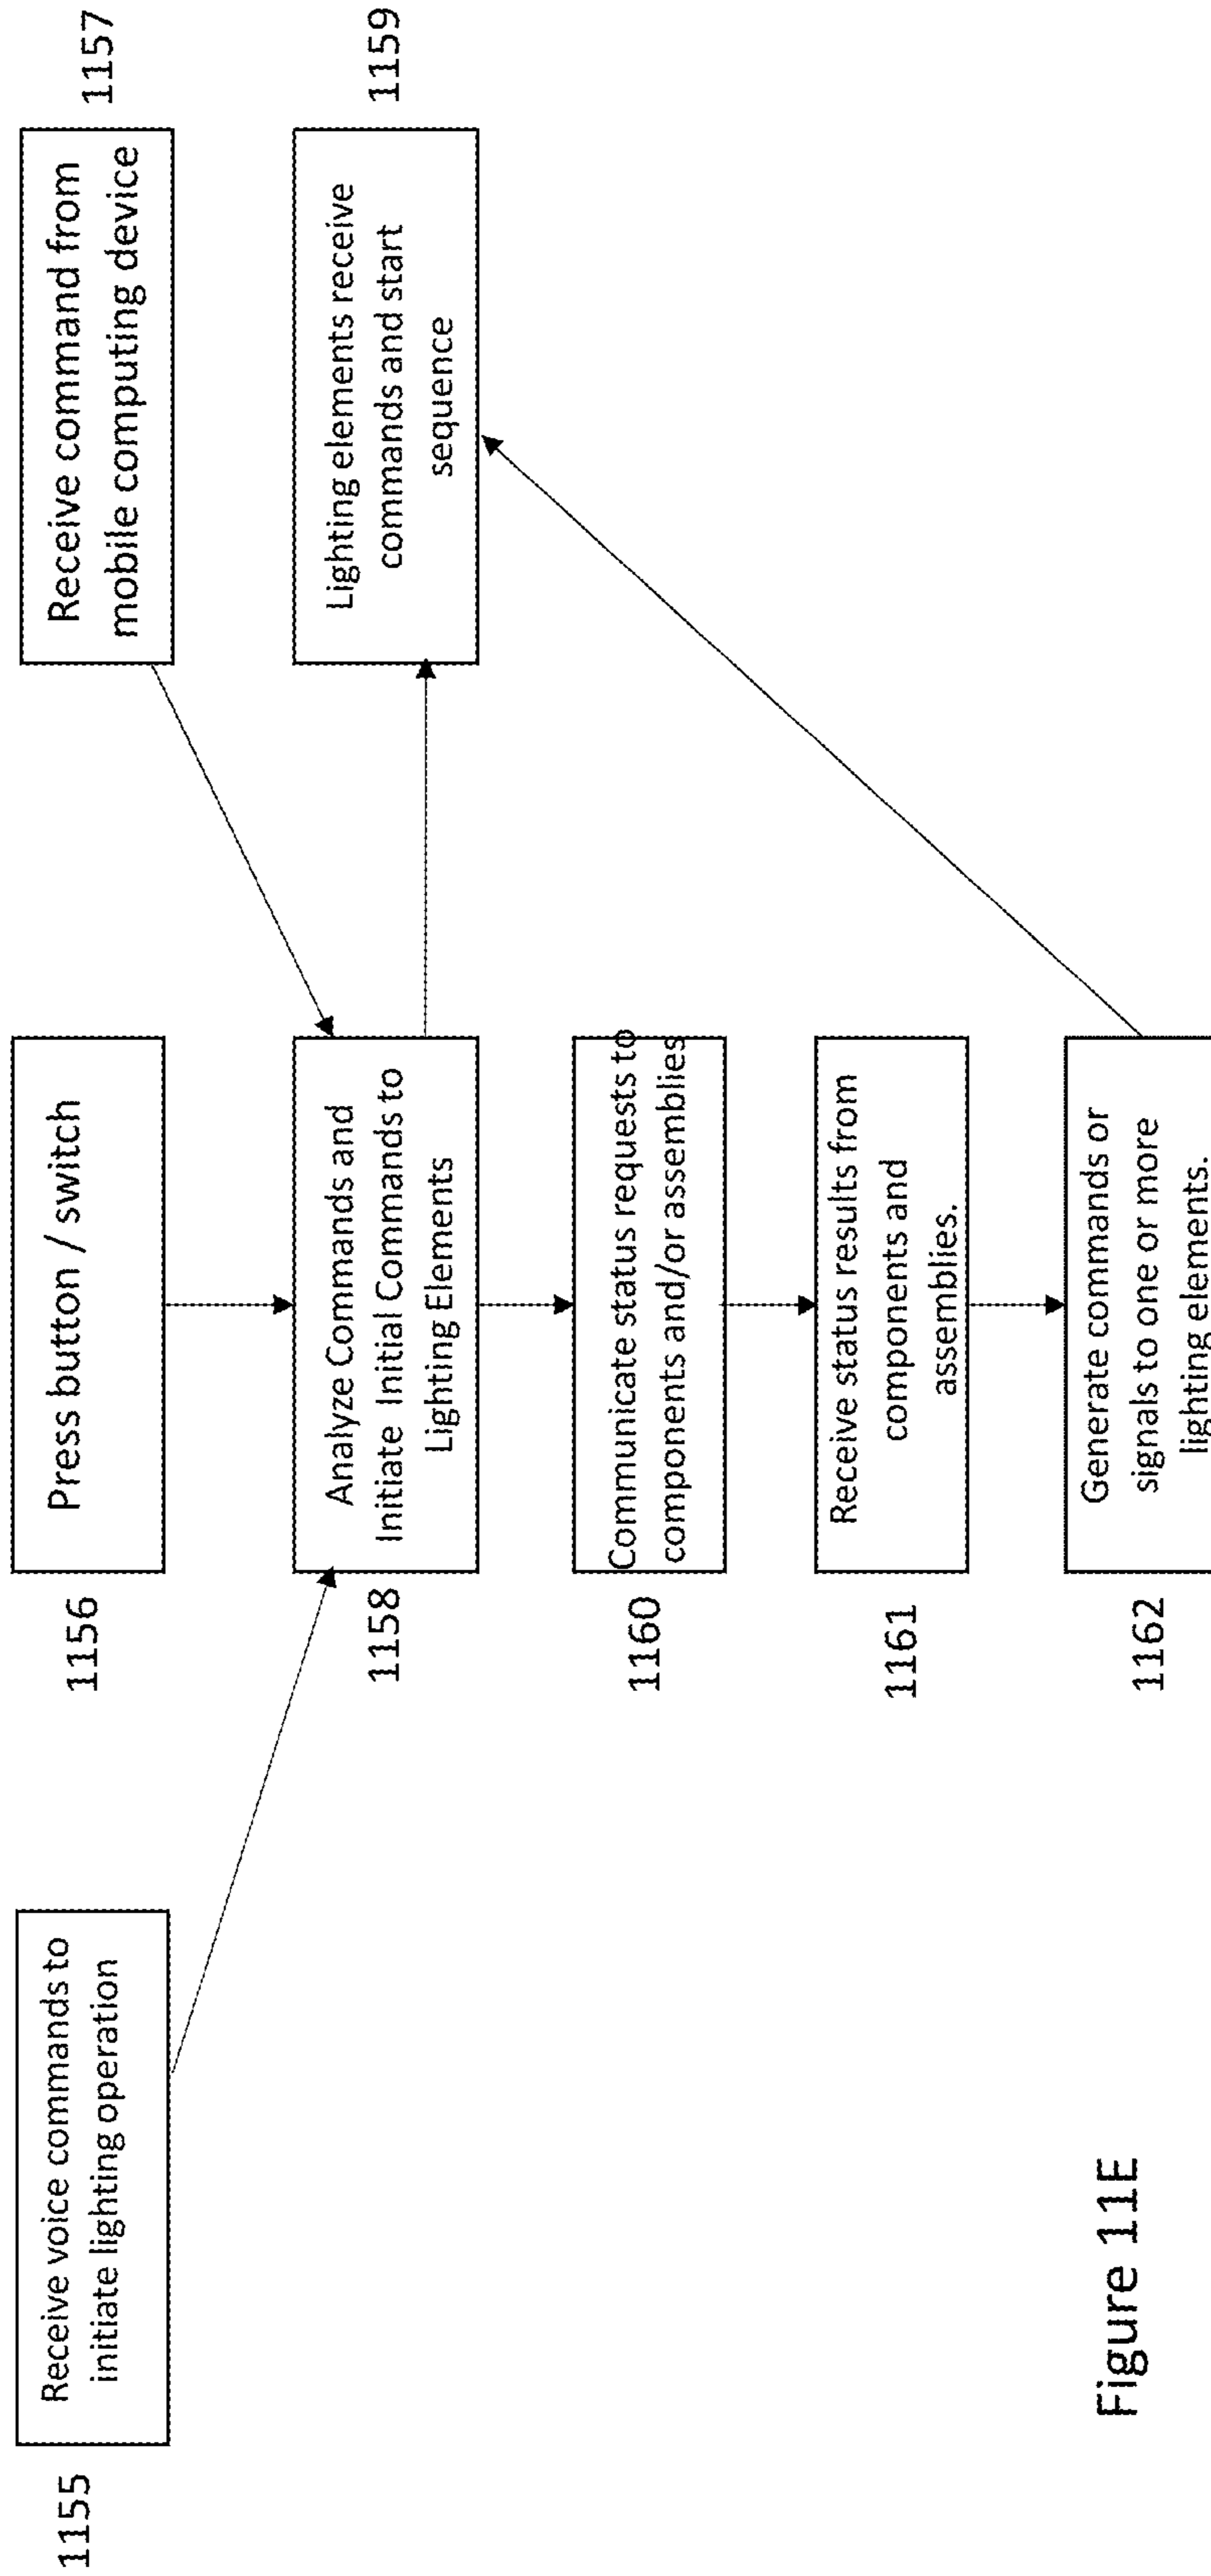 1155
Receive voice commands to
initiate lighting operation
1156
Press button / switch
1157
Receive command from
mobile computing device
1158
Analyze Commands and
Initiate Initial Commands to
Lighting Elements
1159
Lighting elements receive
commands and start
sequence
1160
Communicate status requests to
components and/or assemblies
1161
Receive status results from
components and
assemblies.
1162
Generate commands or
signals to one or more
lighting elements.
Figure 11E